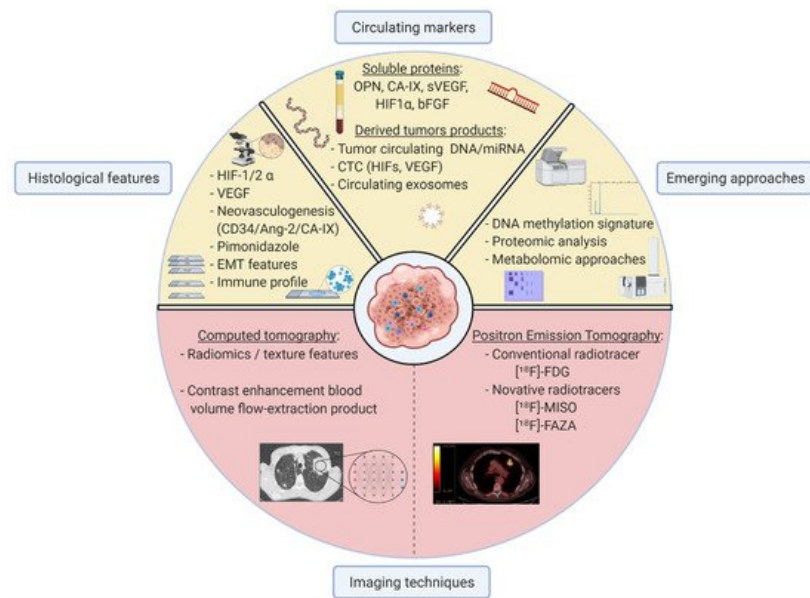 Circulating markers
Soluble proteins:
OPN, CA-IX, sVEGF,
HIF1α, bFGF
Derived tumors products:
- Tumor circulating DNA/miRNA
- CTC (HIFs, VEGF)
- Circulating exosomes
Histological features
- HIF-1/2 α
- VEGF
- Neovasculogenesis
(CD34/Ang-2/CA-IX)
- Pimonidazole
- EMT features
- Immune profile
Emerging approaches
- DNA methylation signature
- Proteomic analysis
- Metabolomic approaches
Computed tomography:
- Radiomics / texture features
- Contrast enhancement blood
volume flow-extraction product
Positron Emission Tomography:
- Conventional radiotracer
[¹⁸F]-FDG
- Novative radiotracers
[¹⁸F]-MISO
[¹⁸F]-FAZA
Imaging techniques